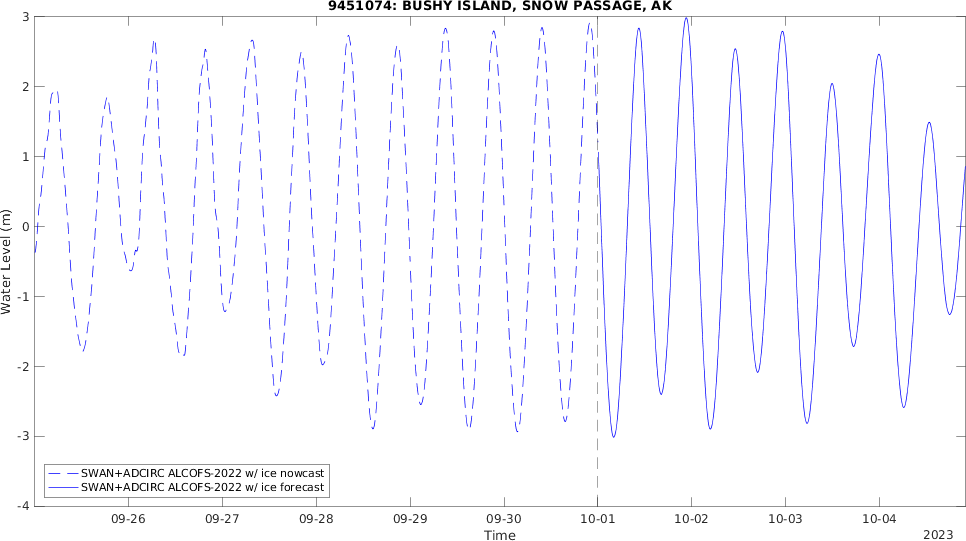 9451074: BUSHY ISLAND, SNOW PASSAGE, AK
3
2
1
0
-1
-2
-3
-4
Water Level (m)
SWAN+ADCIRC ALCOFS-2022 w/ ice nowcast
SWAN+ADCIRC ALCOFS-2022 w/ ice forecast
09-26 09-27 09-28 09-29 09-30 10-01 10-02 10-03 10-04
Time
2023